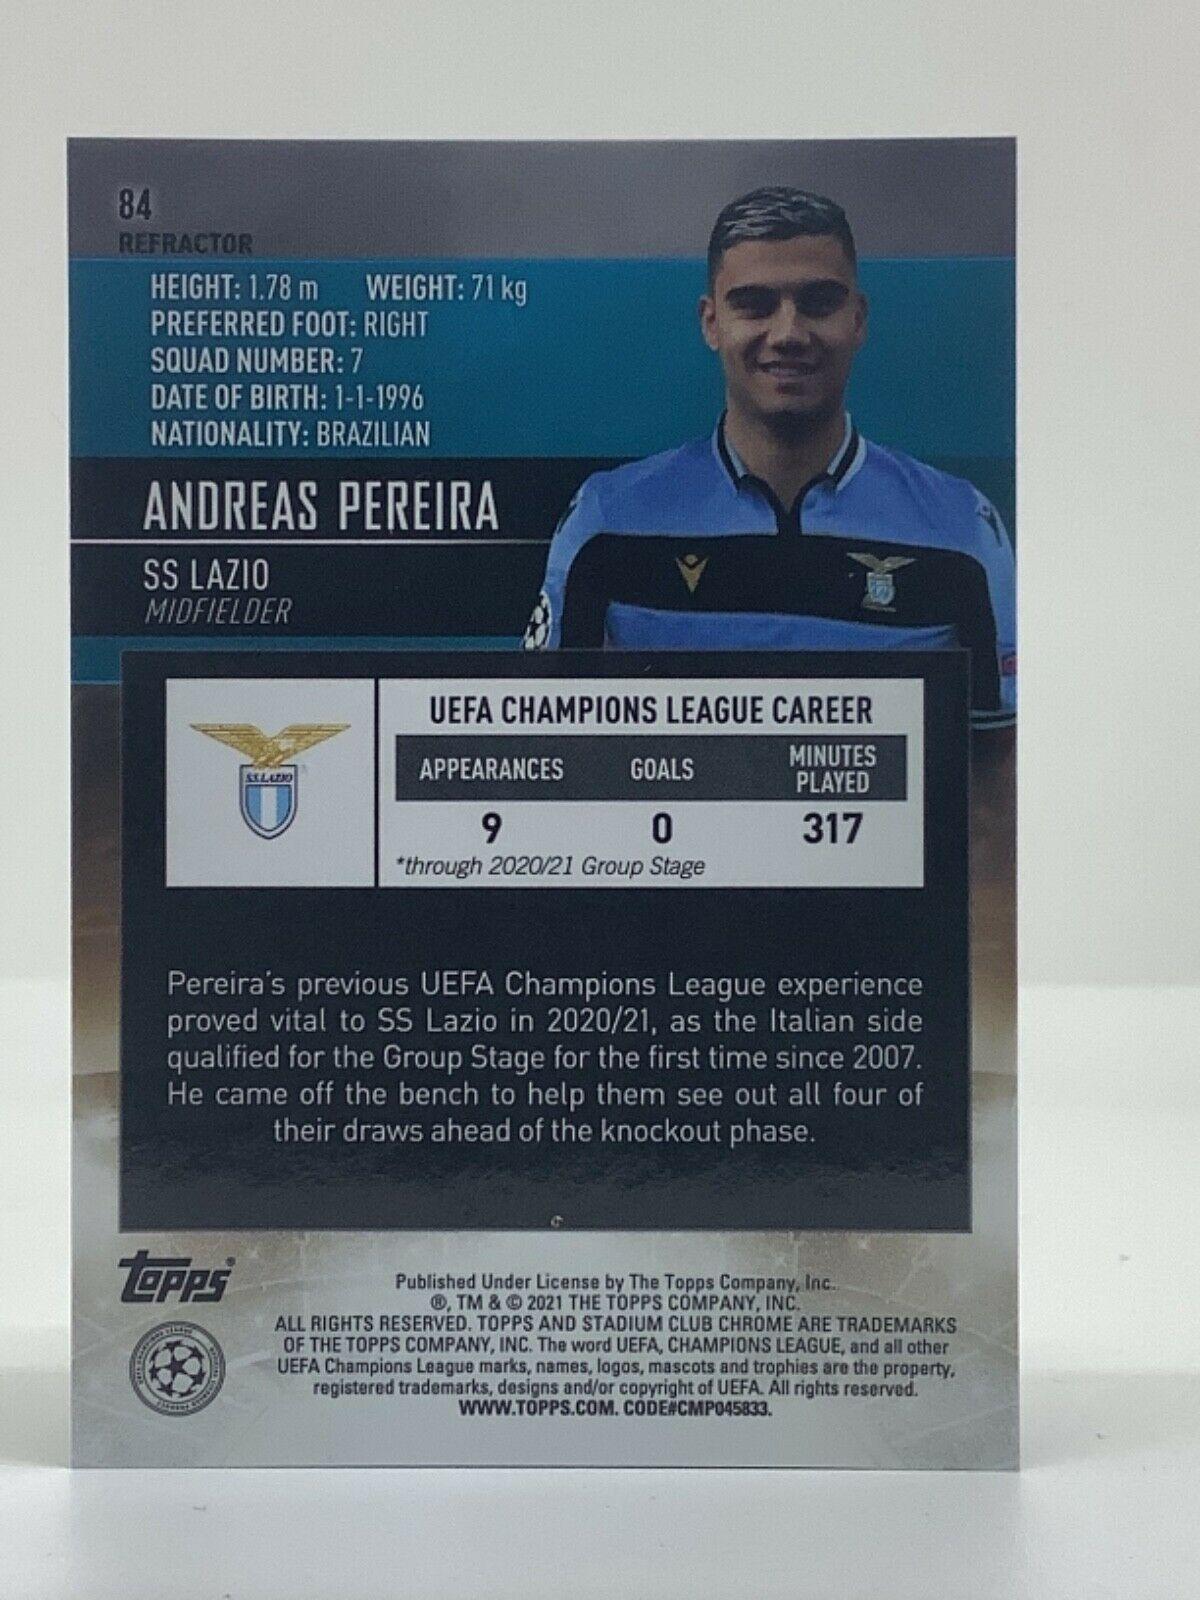 84
REFRACTOR
HEIGHT: 1.78 m WEIGHT: 71 kg
PREFERRED FOOT: RIGHT
SQUAD NUMBER: 7
DATE OF BIRTH: 1-1-1996
NATIONALITY: BRAZILIAN
ANDREAS PEREIRA
SS LAZIO
MIDFIELDER
UEFA CHAMPIONS LEAGUE CAREER
APPEARANCES GOALS MINUTES PLAYED
9 0 317
*through 2020/21 Group Stage
S.S.LAZIO
Pereira's previous UEFA Champions League experience
proved vital to SS Lazio in 2020/21, as the Italian side
qualified for the Group Stage for the first time since 2007.
He came off the bench to help them see out all four of
their draws ahead of the knockout phase.
topps®
Published Under License by The Topps Company, Inc.
®, TM & © 2021 THE TOPPS COMPANY, INC.
ALL RIGHTS RESERVED. TOPPS AND STADIUM CLUB CHROME ARE TRADEMARKS
OF THE TOPPS COMPANY, INC. The word UEFA, CHAMPIONS LEAGUE, and all other
UEFA Champions League marks, names, logos, mascots and trophies are the property,
registered trademarks, designs and/or copyright of UEFA. All rights reserved.
WWW.TOPPS.COM. CODE#CMP045833.